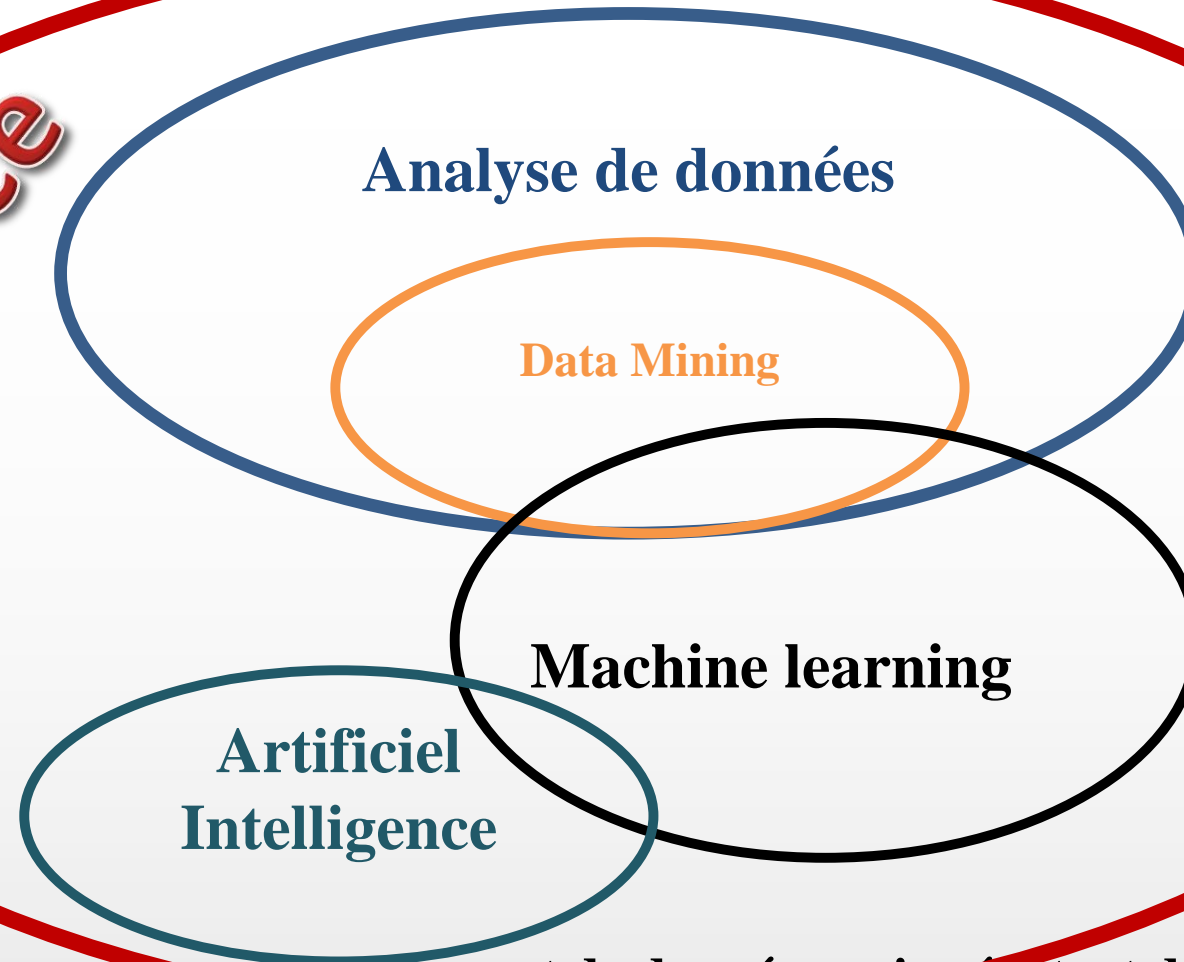 Analyse de données
Data Mining
Machine learning
Artificiel
Intelligence